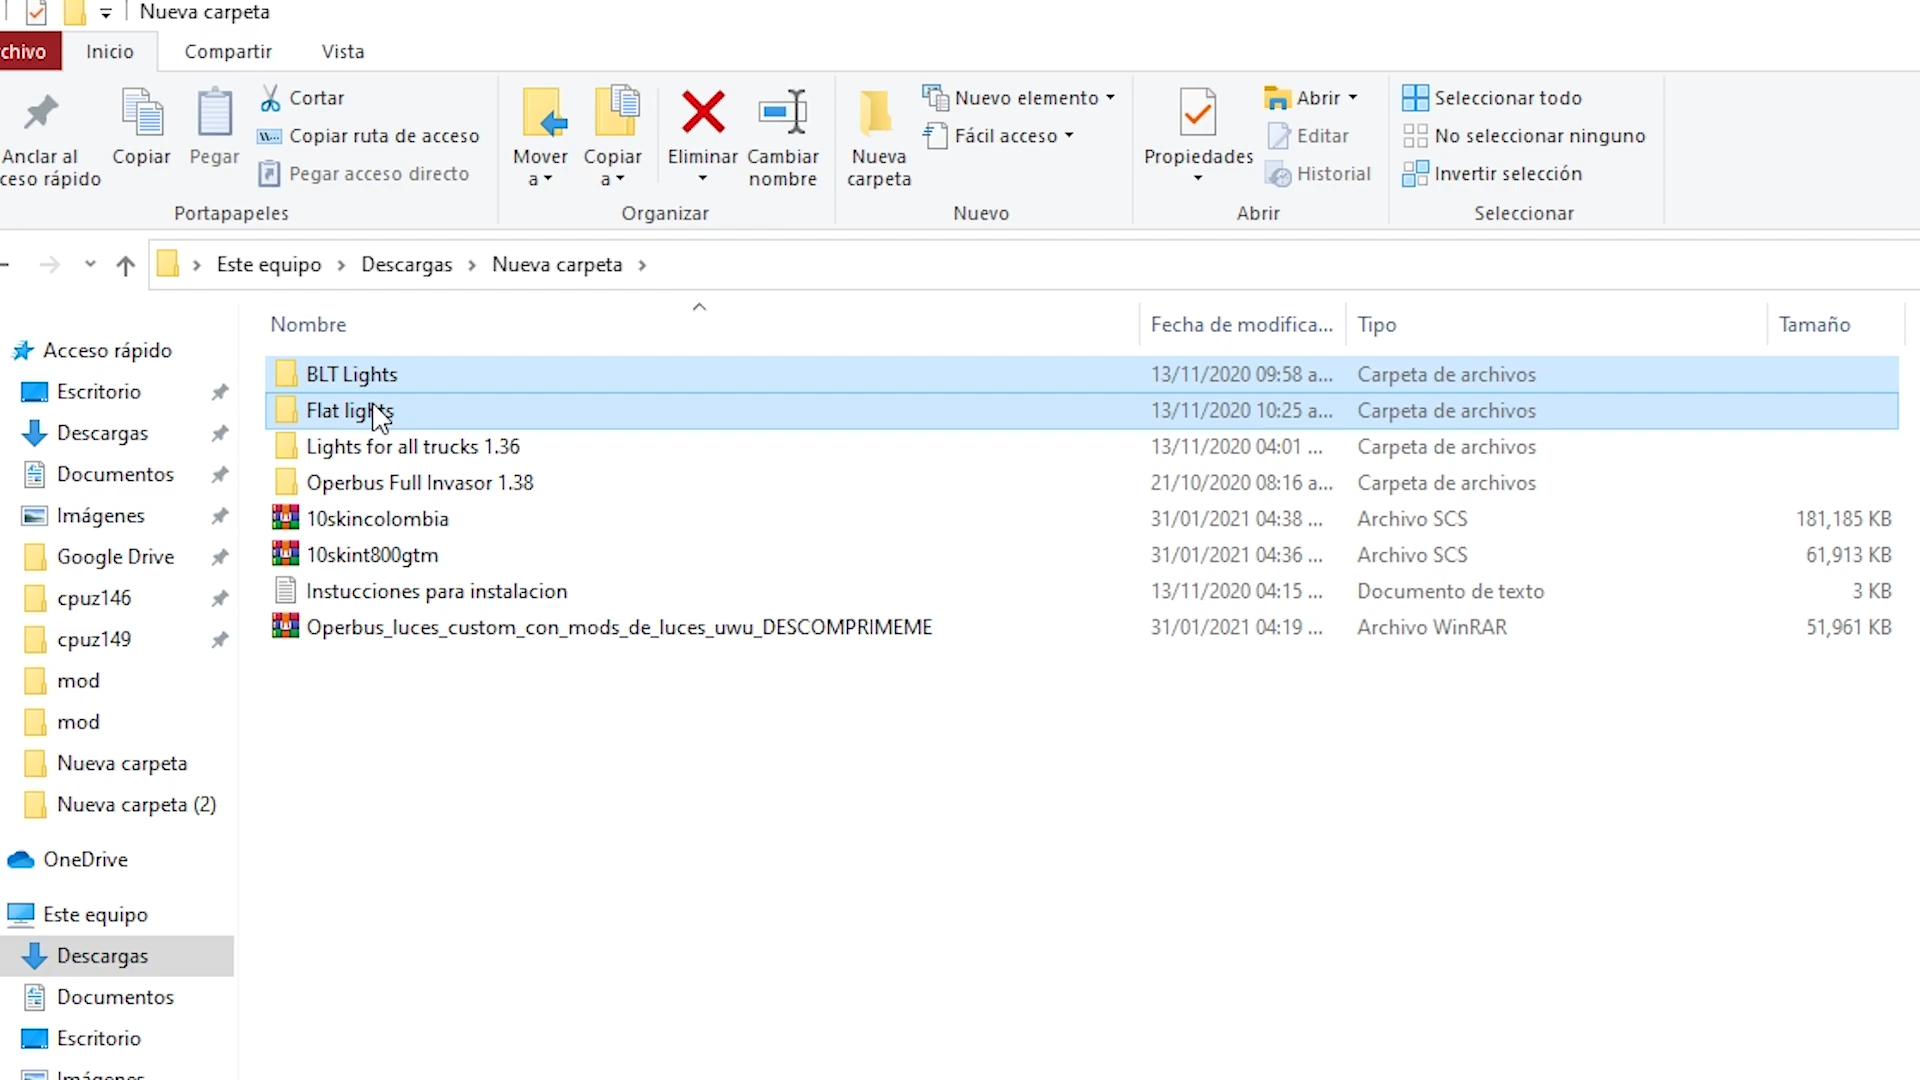 Nueva carpeta
chivo Inicio Compartir Vista
Anclar al
ceso rápido
Copiar
Pegar
Cortar
Copiar ruta de acceso
Pegar acceso directo
Portapapeles
Mover
a
Copiar
a
Eliminar
Cambiar
nombre
Organizar
Nueva
carpeta
Nuevo elemento
Fácil acceso
Nuevo
Propiedades
Abrir
Editar
Historial
Abrir
Seleccionar todo
No seleccionar ninguno
Invertir selección
Seleccionar
Este equipo > Descargas > Nueva carpeta >
Nombre Fecha de modifica... Tipo Tamaño
BLT Lights 13/11/2020 09:58 a... Carpeta de archivos
Flat lights 13/11/2020 10:25 a... Carpeta de archivos
Lights for all trucks 1.36 13/11/2020 04:01 ... Carpeta de archivos
Operbus Full Invasor 1.38 21/10/2020 08:16 a... Carpeta de archivos
10skincolombia 31/01/2021 04:38 ... Archivo SCS 181,185 KB
10skint800gtm 31/01/2021 04:36 ... Archivo SCS 61,913 KB
Instucciones para instalacion 13/11/2020 04:15 ... Documento de texto 3 KB
Operbus_luces_custom_con_mods_de_luces_uwu_DESCOMPRIMEME 31/01/2021 04:19 ... Archivo WinRAR 51,961 KB
Acceso rápido
Escritorio
Descargas
Documentos
Imágenes
Google Drive
cpuz146
cpuz149
mod
mod
Nueva carpeta
Nueva carpeta (2)
OneDrive
Este equipo
Descargas
Documentos
Escritorio
Imágenes